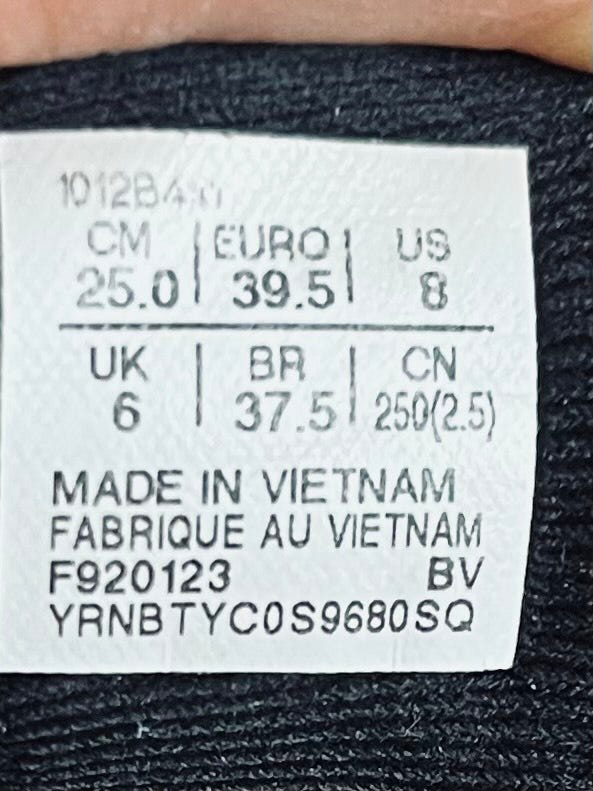 CM | EURO | US
25.0 | 39.5 | 8
UK | BR | CN
6 | 37.5 | 250(2.5)
MADE IN VIETNAM
FABRIQUE AU VIETNAM
F920123 BV
YRNBTYC0S9680SQ